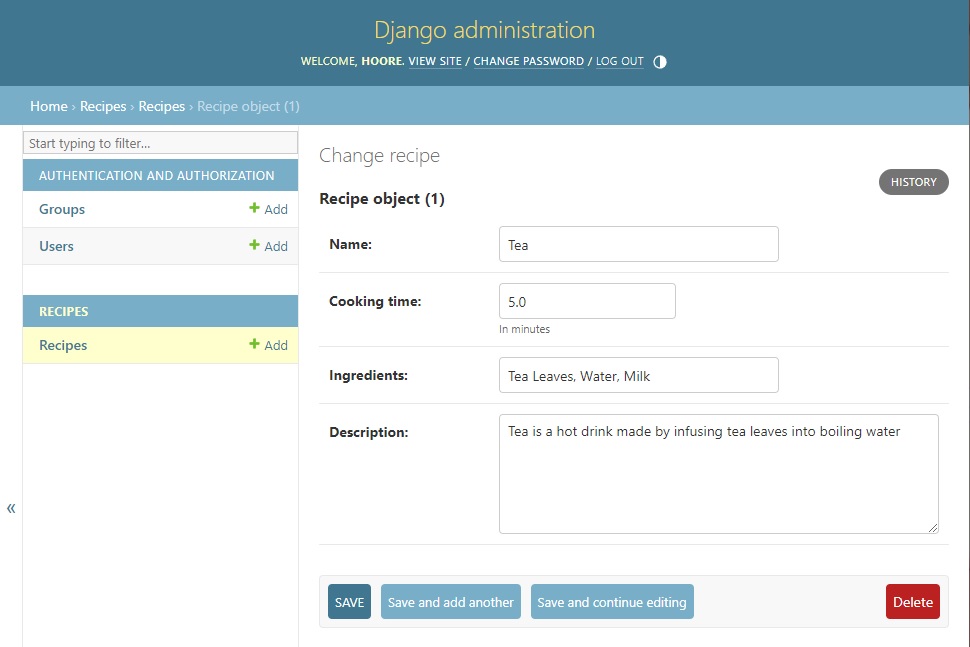 Django administration
WELCOME, HOORE. VIEW SITE / CHANGE PASSWORD / LOG OUT
Home › Recipes › Recipes › Recipe object (1)
Start typing to filter...
AUTHENTICATION AND AUTHORIZATION
Groups + Add
Users + Add
RECIPES
Recipes + Add
«
Change recipe
HISTORY
Recipe object (1)
Name: Tea
Cooking time: 5.0
In minutes
Ingredients: Tea Leaves, Water, Milk
Description: Tea is a hot drink made by infusing tea leaves into boiling water
SAVE Save and add another Save and continue editing Delete